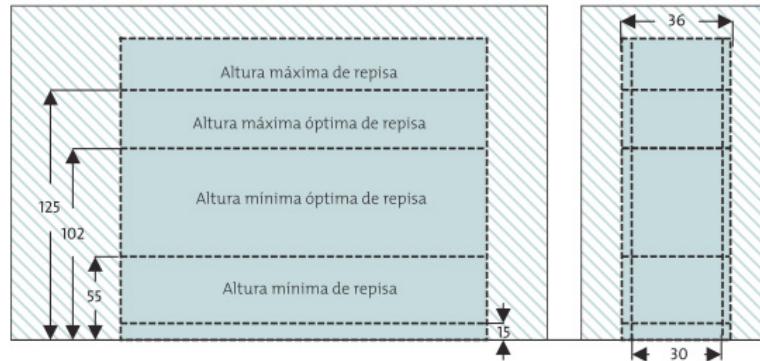 36
Altura máxima de repisa
Altura máxima óptima de repisa
125
Altura mínima óptima de repisa
102
55
Altura mínima de repisa
15
30